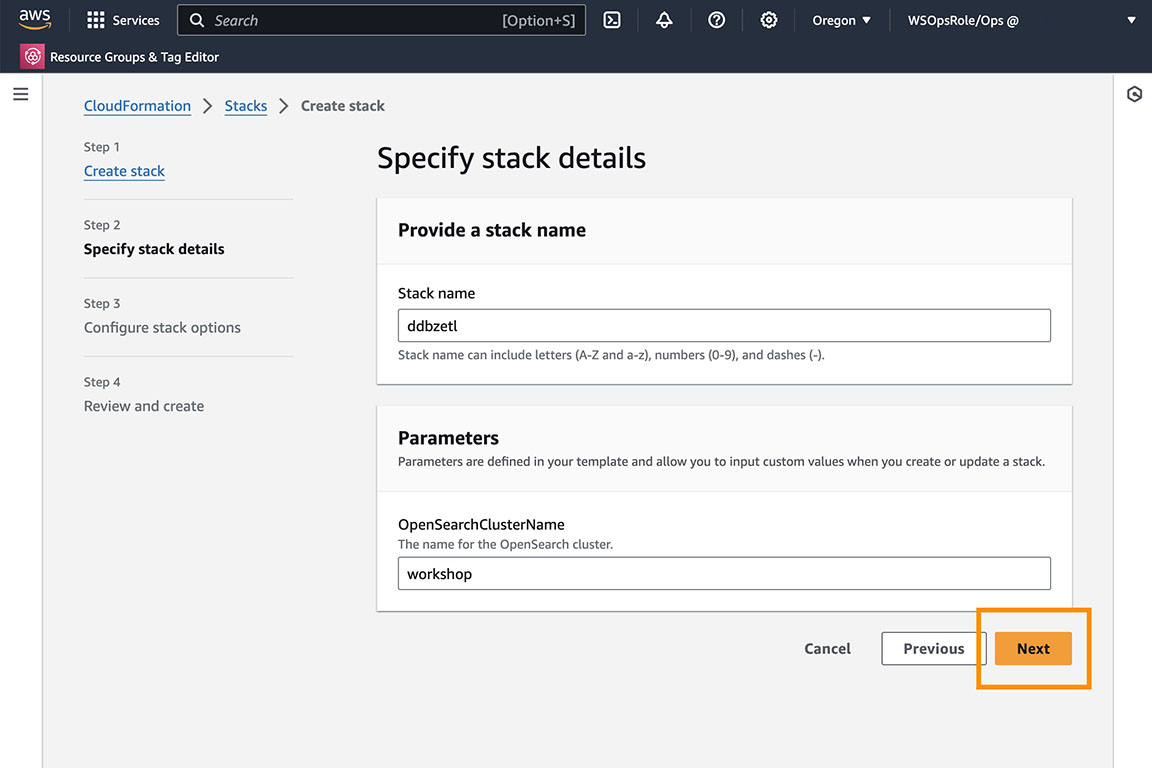 aws
Services
Search
[Option+S]
Oregon
WSOpsRole/Ops @
Resource Groups & Tag Editor
CloudFormation
Stacks
Create stack
Step 1
Create stack
Step 2
Specify stack details
Step 3
Configure stack options
Step 4
Review and create
Specify stack details
Provide a stack name
Stack name
ddbzetl
Stack name can include letters (A-Z and a-z), numbers (0-9), and dashes (-).
Parameters
Parameters are defined in your template and allow you to input custom values when you create or update a stack.
OpenSearchClusterName
The name for the OpenSearch cluster.
workshop
Cancel
Previous
Next